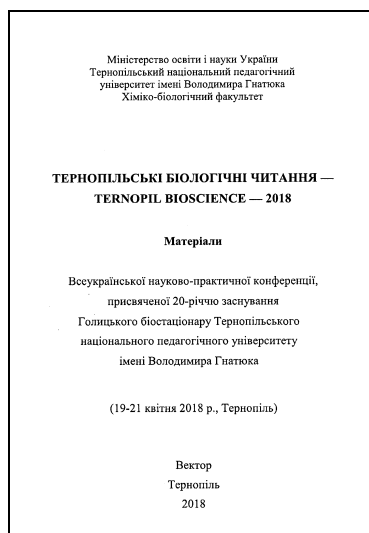 Міністерство освіти і науки України
Тернопільський національний педагогічний
університет імені Володимира Гнатюка
Хіміко-біологічний факультет
ТЕРНОПІЛЬСЬКІ БІОЛОГІЧНІ ЧИТАННЯ —
TERNOPIL BIOSCIENCE — 2018
Матеріали
Всеукраїнської науково-практичної конференції,
присвяченої 20-річчю заснування
Голицького біостаціонару Тернопільського
національного педагогічного університету
імені Володимира Гнатюка
(19-21 квітня 2018 р., Тернопіль)
Вектор
Тернопіль
2018